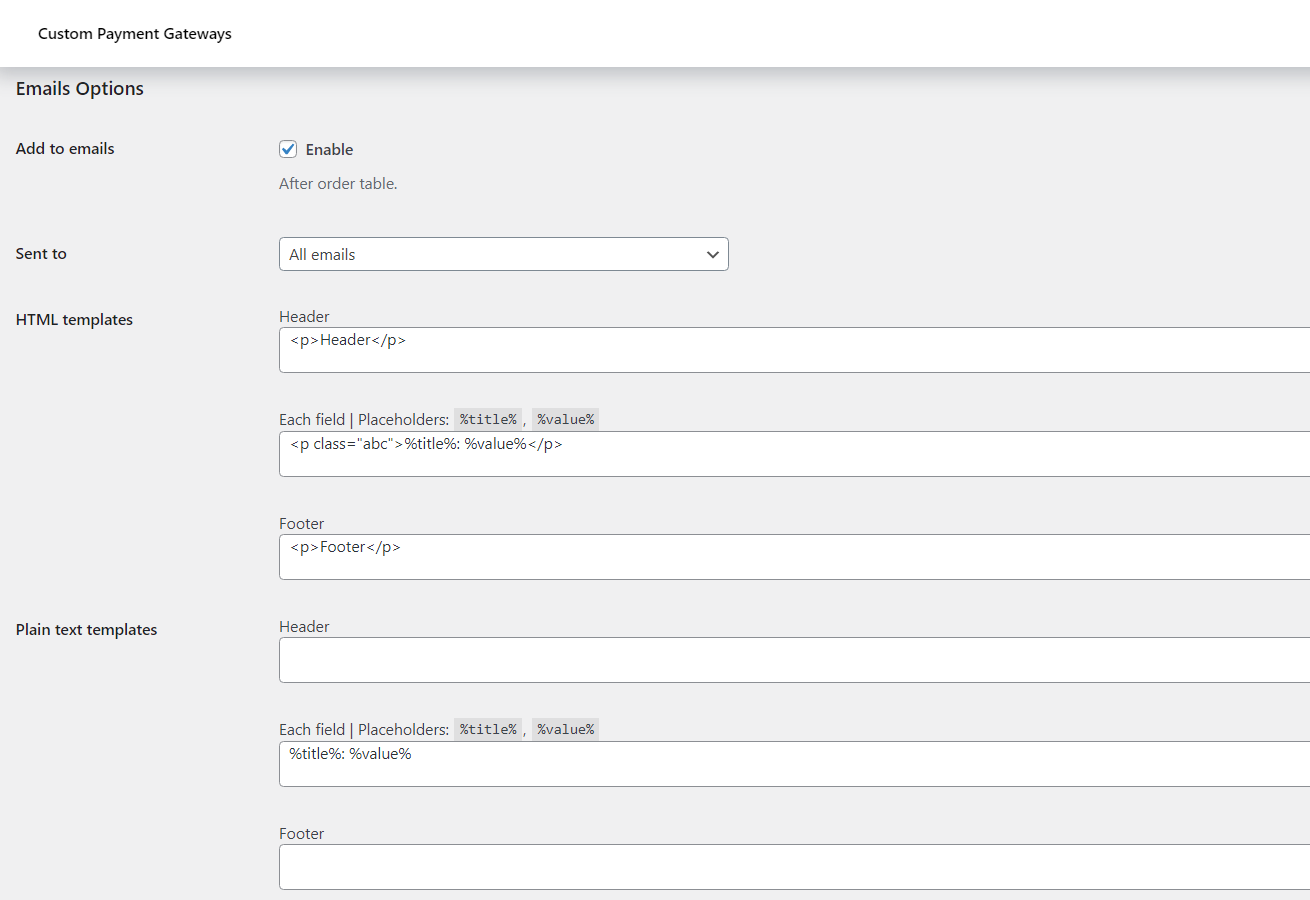 Custom Payment Gateways
Emails Options
Add to emails
Enable
After order table.
Sent to
All emails
HTML templates
Header
<p>Header</p>
Each field | Placeholders: %title%, %value%
<p class="abc">%title%: %value%</p>
Footer
<p>Footer</p>
Plain text templates
Header
Each field | Placeholders: %title%, %value%
%title%: %value%
Footer